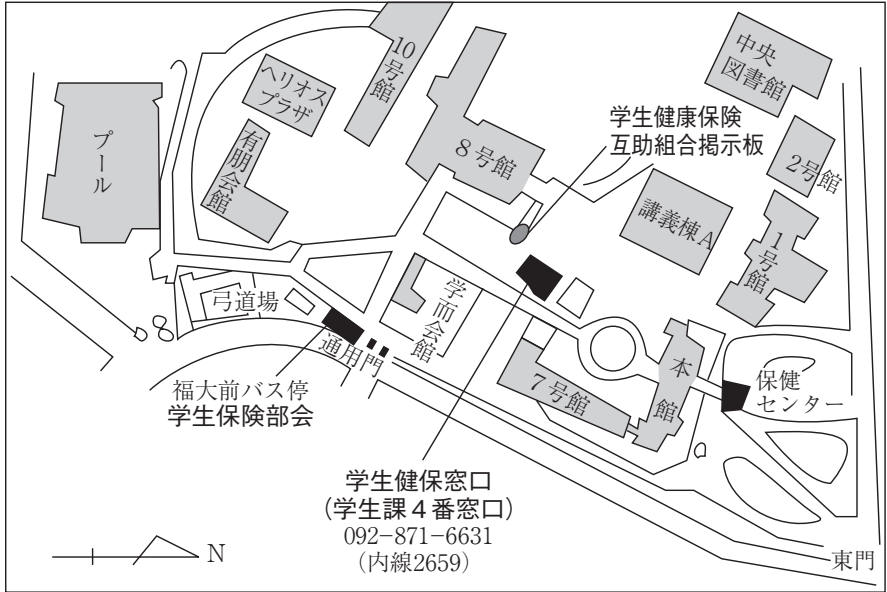 10号館
中央
図書館
ヘリオス
プラザ
学生健康保険
互助組合掲示板
プール
8号館
2号館
有朋会館
講義棟A
1号館
弓道場
学而会館
通用門
本館
保健
センター
7号館
福大前バス停
学生保険部会
学生健保窓口
(学生課4番窓口)
092-871-6631
(内線2659)
N
東門